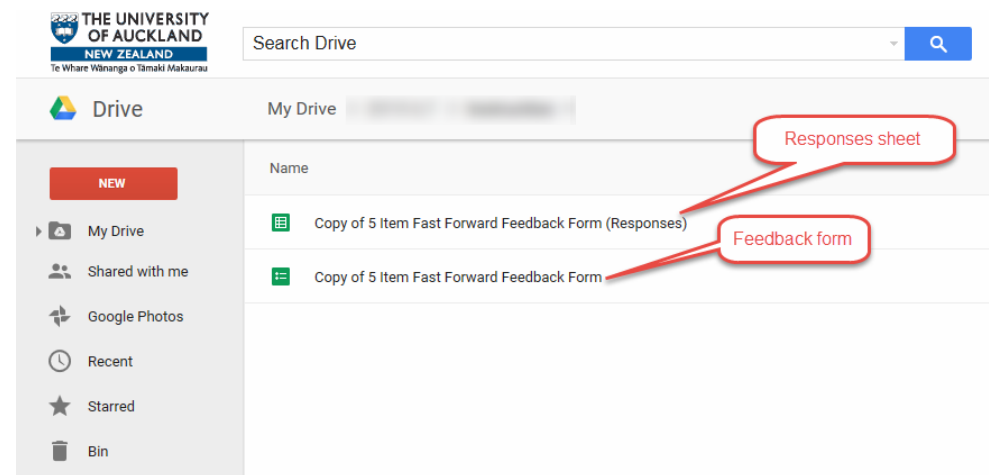 THE UNIVERSITY
OF AUCKLAND
NEW ZEALAND
Te Whare Wānanga o Tāmaki Makaurau
Search Drive
Drive
My Drive
Responses sheet
Name
NEW
Copy of 5 Item Fast Forward Feedback Form (Responses)
My Drive
Feedback form
Shared with me
Copy of 5 Item Fast Forward Feedback Form
Google Photos
Recent
Starred
Bin